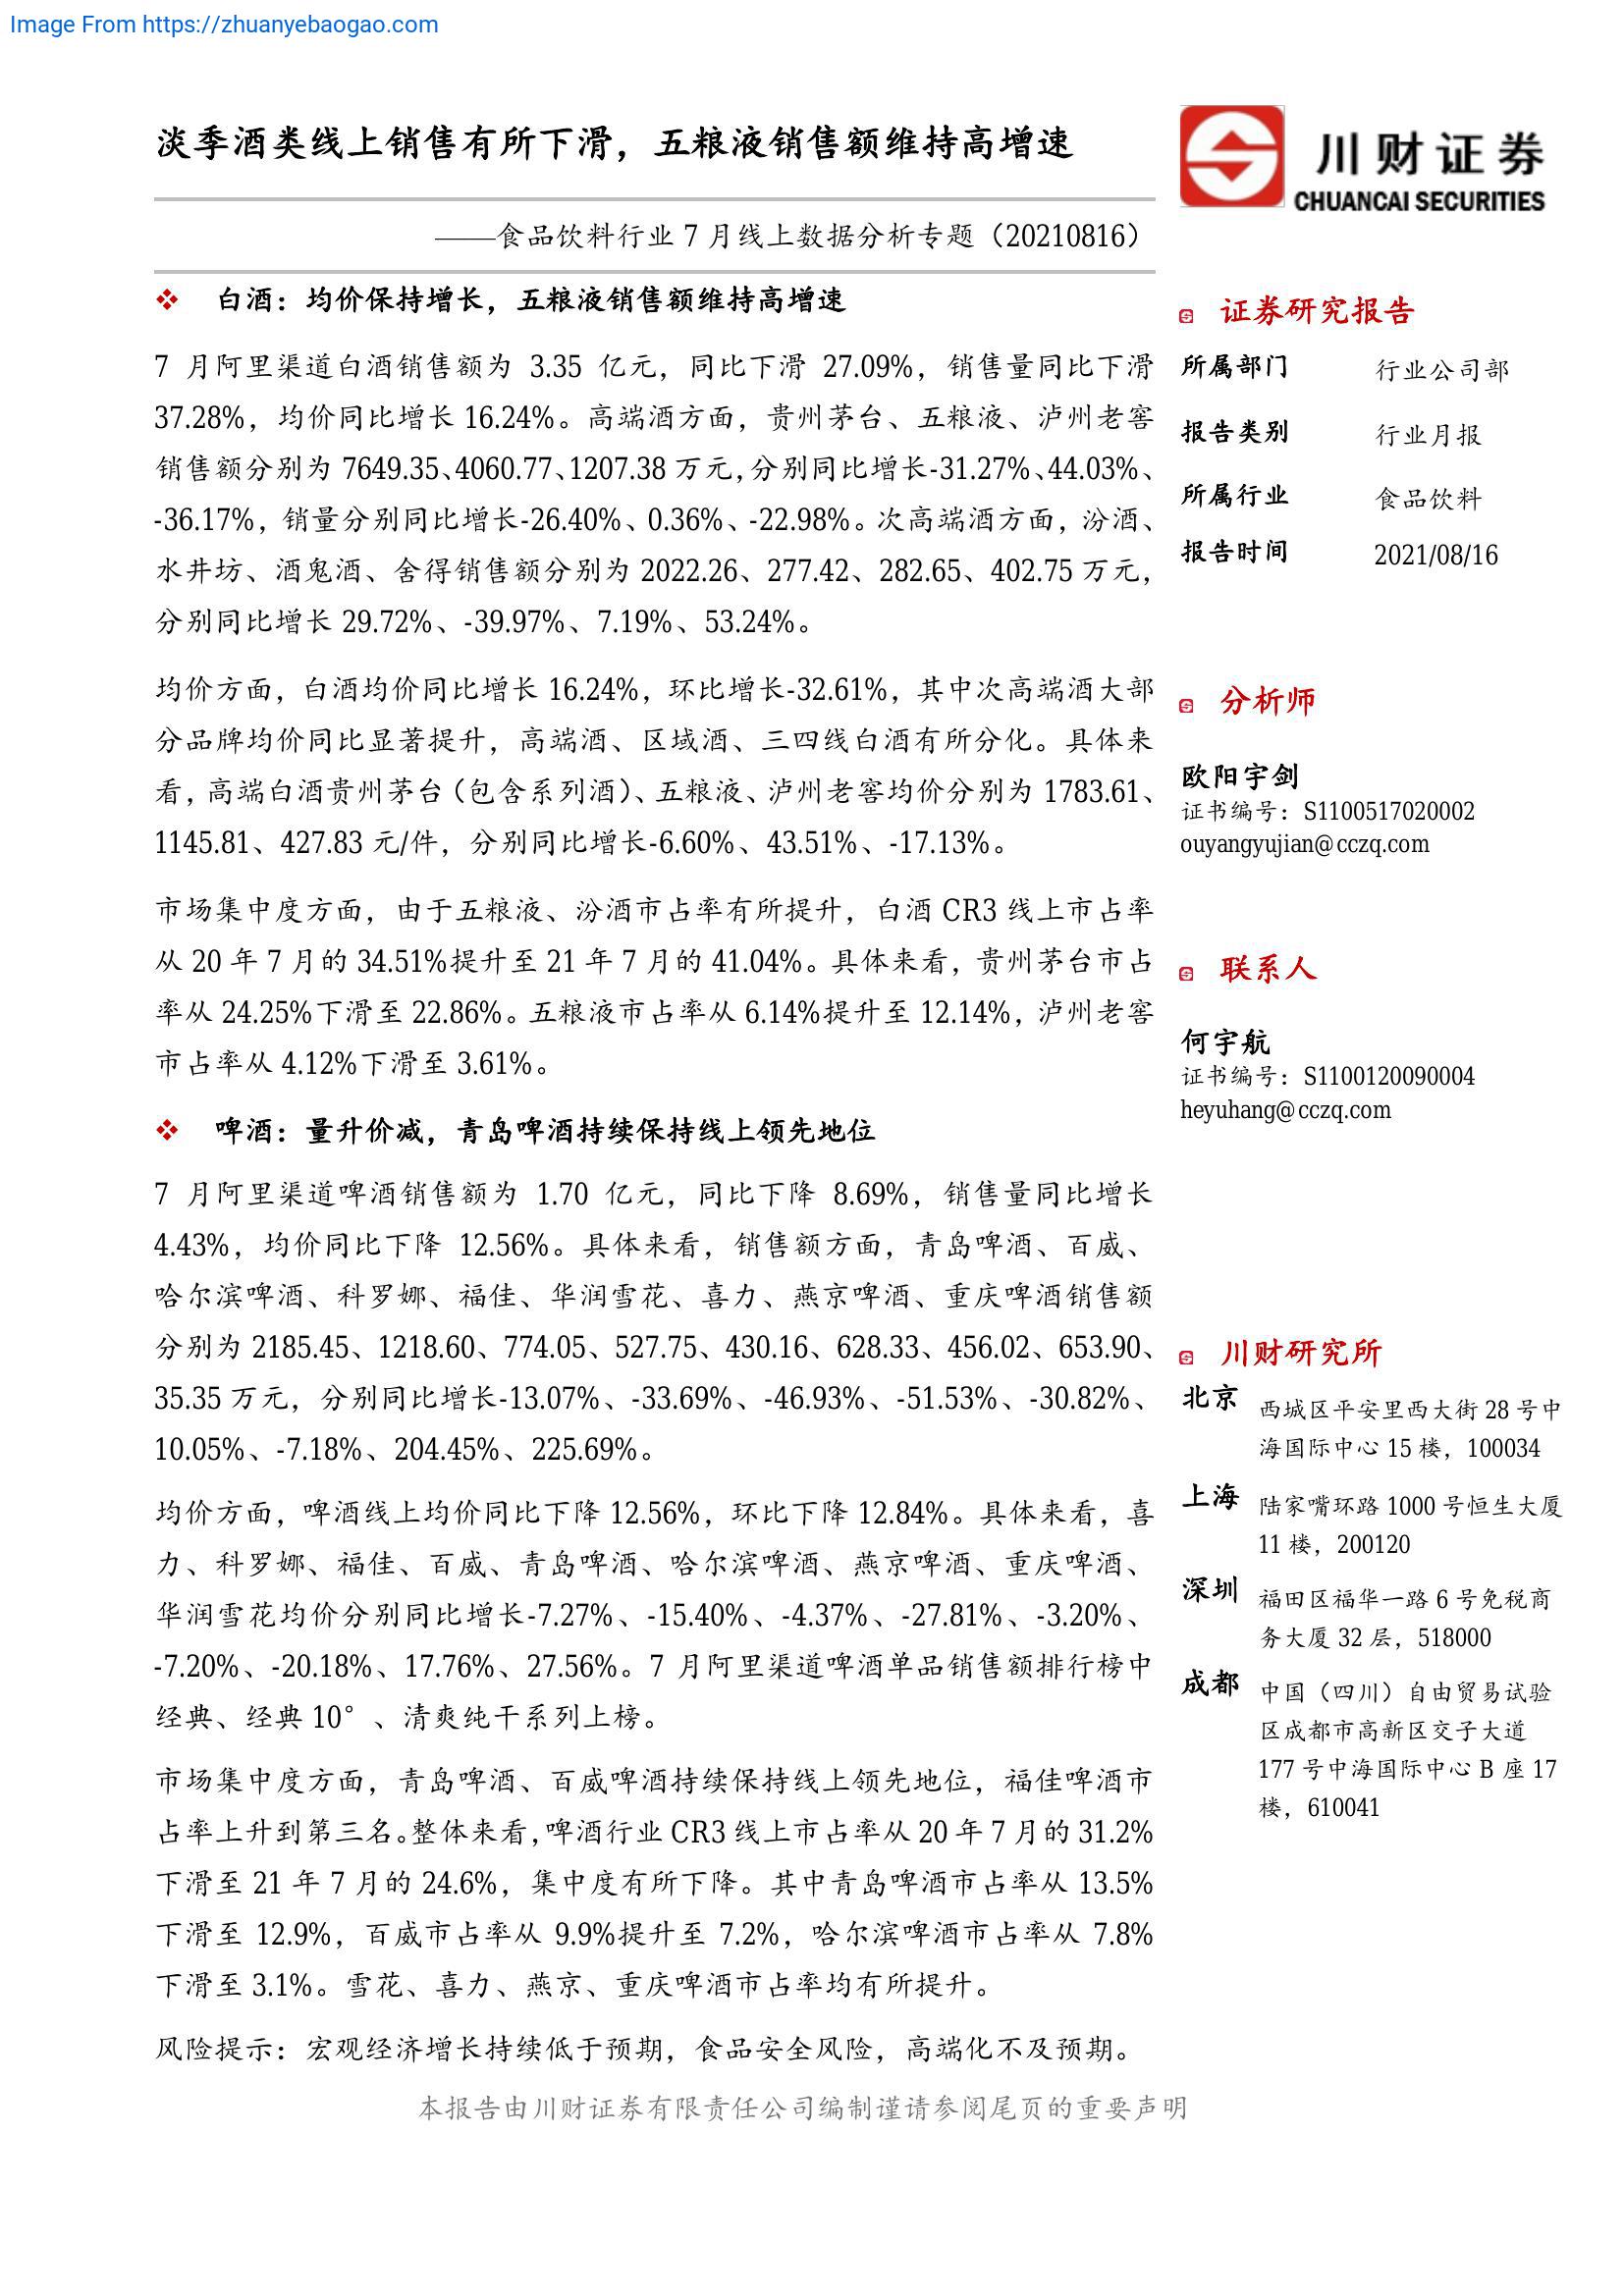 Image From https://zhuanyebaogao.com
淡季酒类线上销售有所下滑，五粮液销售额维持高增速
——食品饮料行业 7 月线上数据分析专题（20210816）
川财证券
CHUANCAI SECURITIES
❖ 白酒：均价保持增长，五粮液销售额维持高增速
7 月阿里渠道白酒销售额为 3.35 亿元，同比下滑 27.09%，销售量同比下滑
37.28%，均价同比增长 16.24%。高端酒方面，贵州茅台、五粮液、泸州老窖
销售额分别为 7649.35、4060.77、1207.38 万元，分别同比增长-31.27%、44.03%、
-36.17%，销量分别同比增长-26.40%、0.36%、-22.98%。次高端酒方面，汾酒、
水井坊、酒鬼酒、舍得销售额分别为 2022.26、277.42、282.65、402.75 万元，
分别同比增长 29.72%、-39.97%、7.19%、53.24%。
均价方面，白酒均价同比增长 16.24%，环比增长-32.61%，其中次高端酒大部
分品牌均价同比显著提升，高端酒、区域酒、三四线白酒有所分化。具体来
看，高端白酒贵州茅台（包含系列酒）、五粮液、泸州老窖均价分别为 1783.61、
1145.81、427.83 元/件，分别同比增长-6.60%、43.51%、-17.13%。
市场集中度方面，由于五粮液、汾酒市占率有所提升，白酒 CR3 线上市占率
从 20 年 7 月的 34.51%提升至 21 年 7 月的 41.04%。具体来看，贵州茅台市占
率从 24.25%下滑至 22.86%。五粮液市占率从 6.14%提升至 12.14%，泸州老窖
市占率从 4.12%下滑至 3.61%。
❖ 啤酒：量升价减，青岛啤酒持续保持线上领先地位
7 月阿里渠道啤酒销售额为 1.70 亿元，同比下降 8.69%，销售量同比增长
4.43%，均价同比下降 12.56%。具体来看，销售额方面，青岛啤酒、百威、
哈尔滨啤酒、科罗娜、福佳、华润雪花、喜力、燕京啤酒、重庆啤酒销售额
分别为 2185.45、1218.60、774.05、527.75、430.16、628.33、456.02、653.90、
35.35 万元，分别同比增长-13.07%、-33.69%、-46.93%、-51.53%、-30.82%、
10.05%、-7.18%、204.45%、225.69%。
均价方面，啤酒线上均价同比下降 12.56%，环比下降 12.84%。具体来看，喜
力、科罗娜、福佳、百威、青岛啤酒、哈尔滨啤酒、燕京啤酒、重庆啤酒、
华润雪花均价分别同比增长-7.27%、-15.40%、-4.37%、-27.81%、-3.20%、
-7.20%、-20.18%、17.76%、27.56%。7 月阿里渠道啤酒单品销售额排行榜中
经典、经典 10°、清爽纯干系列上榜。
市场集中度方面，青岛啤酒、百威啤酒持续保持线上领先地位，福佳啤酒市
占率上升到第三名。整体来看，啤酒行业 CR3 线上市占率从 20 年 7 月的 31.2%
下滑至 21 年 7 月的 24.6%，集中度有所下降。其中青岛啤酒市占率从 13.5%
下滑至 12.9%，百威市占率从 9.9%提升至 7.2%，哈尔滨啤酒市占率从 7.8%
下滑至 3.1%。雪花、喜力、燕京、重庆啤酒市占率均有所提升。
风险提示：宏观经济增长持续低于预期，食品安全风险，高端化不及预期。
证券研究报告
所属部门 行业公司部
报告类别 行业月报
所属行业 食品饮料
报告时间 2021/08/16
分析师
欧阳宇剑
证书编号：S1100517020002
ouyangyujian@cczq.com
联系人
何宇航
证书编号：S1100120090004
heyuhang@cczq.com
川财研究所
北京 西城区平安里西大街 28 号中
海国际中心 15 楼，100034
上海 陆家嘴环路 1000 号恒生大厦
11 楼，200120
深圳 福田区福华一路 6 号免税商
务大厦 32 层，518000
成都 中国（四川）自由贸易试验
区成都市高新区交子大道
177 号中海国际中心 B 座 17
楼，610041
本报告由川财证券有限责任公司编制谨请参阅尾页的重要声明